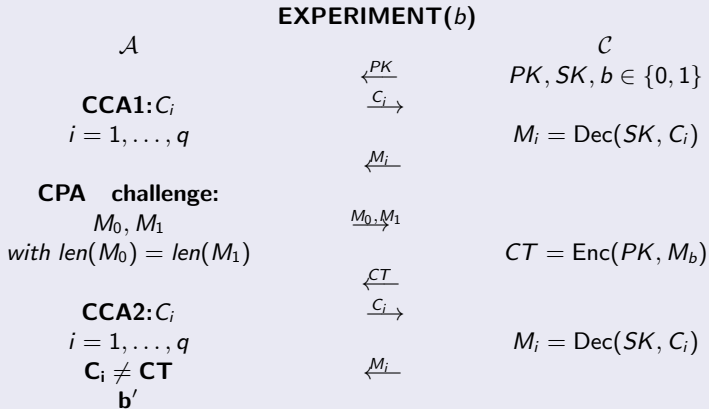 EXPERIMENT(b)
𝒜 𝒞
←PK PK, SK, b ∈ {0, 1}
CCA1: C_i →C_i
i = 1, . . . , q M_i = Dec(SK, C_i)
←M_i
CPA challenge:
M_0, M_1 →M_0,M_1
with len(M_0) = len(M_1) CT = Enc(PK, M_b)
←CT
CCA2: C_i →C_i
i = 1, . . . , q M_i = Dec(SK, C_i)
C_i ≠ CT ←M_i
b′